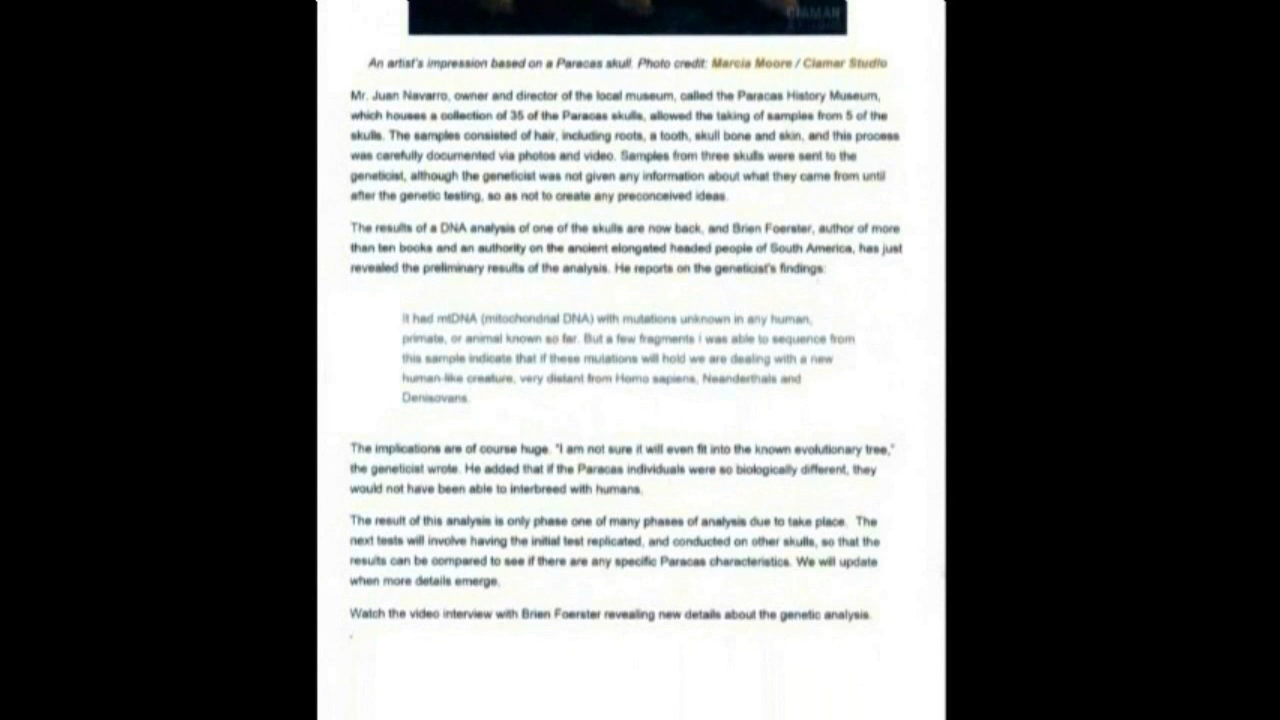 CIAMAR
An artist's impression based on a Paracas skull. Photo credit: Marcia Moore / Ciamar Studio
Mr. Juan Navarro, owner and director of the local museum, called the Paracas History Museum,
which houses a collection of 35 of the Paracas skulls, allowed the taking of samples from 5 of the
skulls. The samples consisted of hair, including roots, a tooth, skull bone and skin, and this process
was carefully documented via photos and video. Samples from three skulls were sent to the
geneticist, although the geneticist was not given any information about what they came from until
after the genetic testing, so as not to create any preconceived ideas.
The results of a DNA analysis of one of the skulls are now back, and Brien Foerster, author of more
than ten books and an authority on the ancient elongated headed people of South America, has just
revealed the preliminary results of the analysis. He reports on the geneticist's findings:
It had mtDNA (mitochondrial DNA) with mutations unknown in any human,
primate, or animal known so far. But a few fragments I was able to sequence from
this sample indicate that if these mutations will hold we are dealing with a new
human-like creature, very distant from Homo sapiens, Neanderthals and
Denisovans.
The implications are of course huge. "I am not sure it will even fit into the known evolutionary tree,"
the geneticist wrote. He added that if the Paracas individuals were so biologically different, they
would not have been able to interbreed with humans.
The result of this analysis is only phase one of many phases of analysis due to take place. The
next tests will involve having the initial test replicated, and conducted on other skulls, so that the
results can be compared to see if there are any specific Paracas characteristics. We will update
when more details emerge.
Watch the video interview with Brien Foerster revealing new details about the genetic analysis.